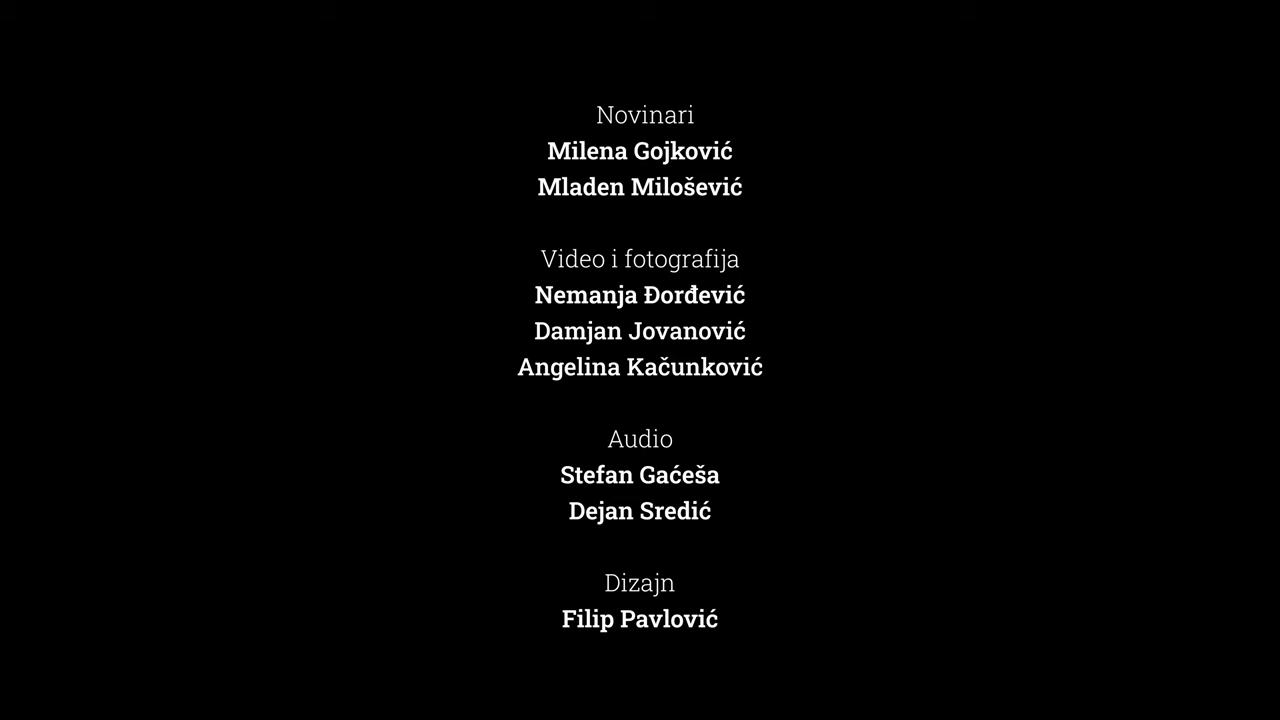 Novinari
Milena Gojković
Mladen Milošević
Video i fotografija
Nemanja Đorđević
Damjan Jovanović
Angelina Kačunković
Audio
Stefan Gaćeša
Dejan Sredić
Dizajn
Filip Pavlović